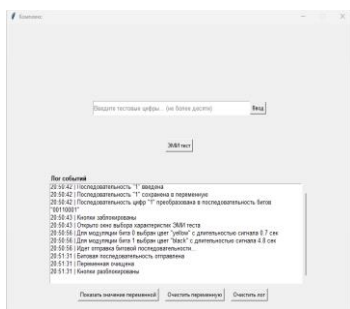 Комплекс
Введите тестовые цифры... (не более десяти)
Ввод
ЭМИ тест
Лог событий
20:50:42 | Последовательность "1" введена
20:50:42 | Последовательность "1" сохранена в переменную
20:50:42 | Последовательность цифр "1" преобразована в последовательность битов
"00110001"
20:50:43 | Кнопки заблокированы
20:50:43 | Открыто окно выбора характеристик ЭМИ теста
20:50:56 | Для модуляции бита 0 выбран цвет "yellow" с длительностью сигнала 0.7 сек
20:50:56 | Для модуляции бита 1 выбран цвет "black" с длительностью сигнала 4.8 сек
20:50:56 | Идет отправка битовой последовательности...
20:51:31 | Битовая последовательность отправлена
20:51:31 | Переменная очищена
20:51:31 | Кнопки разблокированы
Показать значение переменной
Очистить переменную
Очистить лог